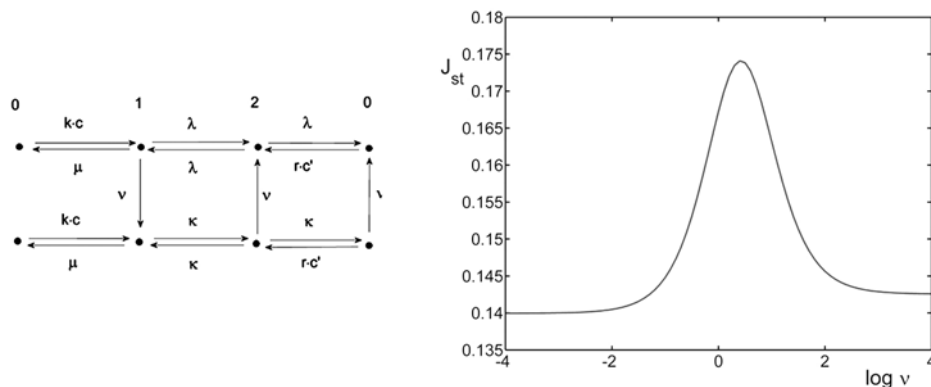 0 1 2 0
k·c λ λ
μ λ r·c'
ν ν ν
k·c κ κ
μ κ r·c'
0.18
0.175
J_st
0.17
0.165
0.16
0.155
0.15
0.145
0.14
0.135
-4 -2 0 2 4
log ν